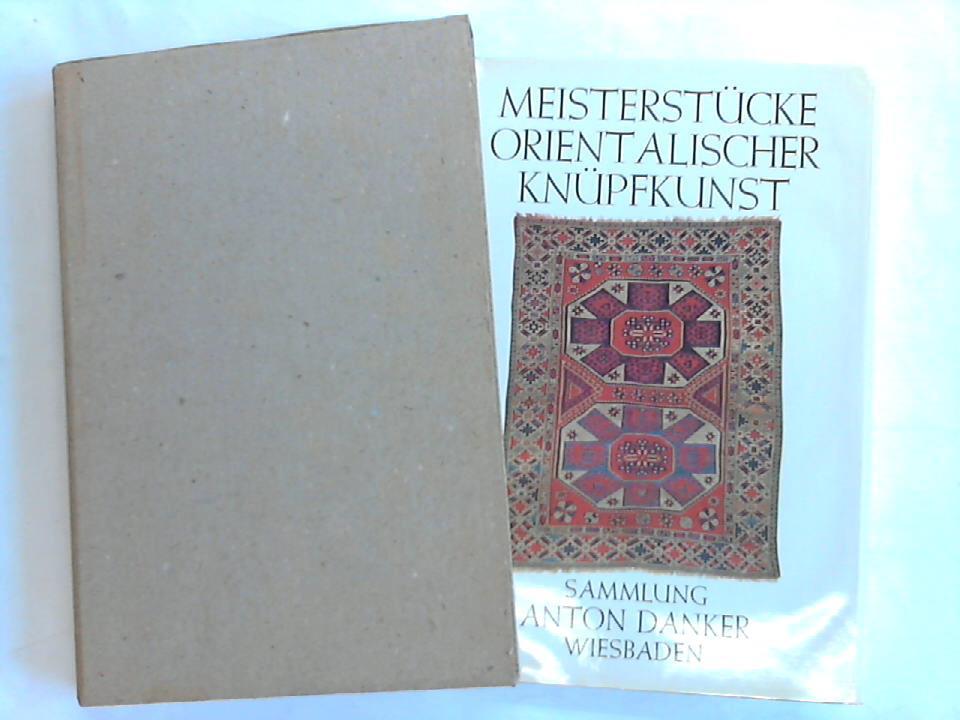 MEISTERSTÜCKE
ORIENTALISCHER
KNÜPFKUNST
SAMMLUNG
ANTON DANKER
WIESBADEN